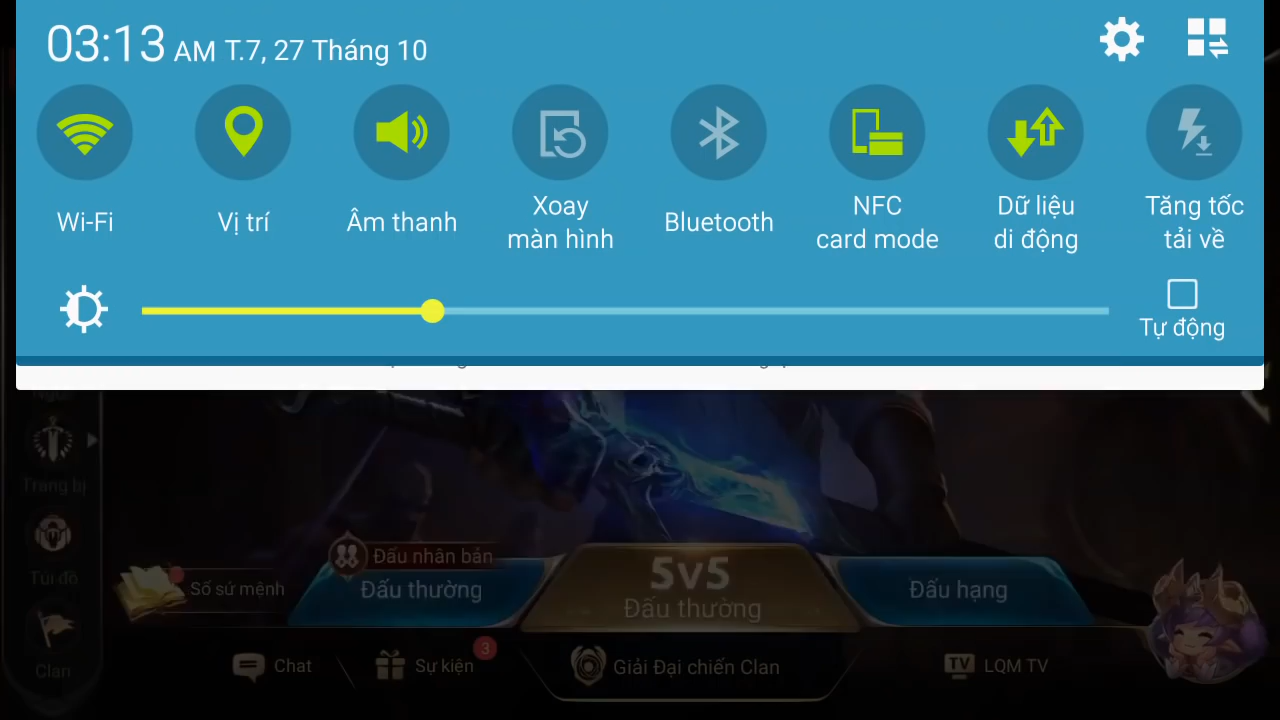 03:13 AM T.7, 27 Tháng 10
Wi-Fi
Vị trí
Âm thanh
Xoay
màn hình
Bluetooth
NFC
card mode
Dữ liệu
di động
Tăng tốc
tải về
Tự động
Trang bị
Túi đồ
Clan
Sổ sứ mệnh
Đấu nhân bản
Đấu thường
5v5
Đấu thường
Đấu hạng
Chat
Sự kiện
3
Giải Đại chiến Clan
TV
LQM TV